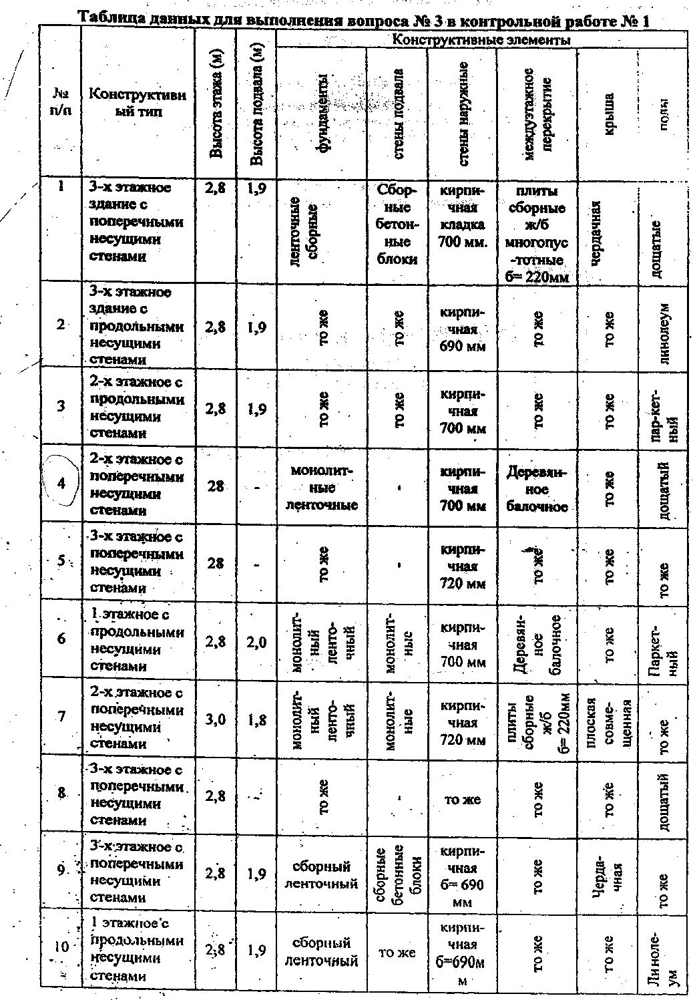 Таблица данных для выполнения вопроса № 3 в контрольной работе № 1
№ п/п
Конструктивн
ый тип
Высота этажа (м)
Высота подвала (м)
Конструктивные элементы
фундаменты
стены подвала
стены наружные
междуэтажное
перекрытие
крыша
полы
1
3-х этажное
здание с
поперечными
несущими
стенами
2,8
1,9
ленточные
сборные
Сбор-
ные
бетон-
ные
блоки
кирпи-
чная
кладка
700 мм.
плиты
сборные
ж/б
многопус
-тотные
б= 220мм
чердачная
дощатые
2
3-х этажное
здание с
продольными
несущими
стенами
2,8
1,9
то же
то же
кирпи-
чная
690 мм
то же
то же
линолеум
3
2-х этажное с
продольными
несущими
стенами
2,8
1,9
то же
то же
кирпи-
чная
700 мм
то же
то же
пар-кет-
ный
4
2-х этажное с
поперечными
несущими
стенами
28
-
монолит-
ные
ленточные
-
кирпи-
чная
700 мм
Деревян-
ное
балочное
то же
дощатый
5
3-х этажное с
поперечными
несущими
стенами
28
-
то же
-
кирпи-
чная
720 мм
то же
то же
то же
6
1 этажное с
продольными
несущими
стенами
2,8
2,0
монолит-
ный
ленто-
чный
монолит-
ные
кирпи-
чная
700 мм
Деревян-
ное
балочное
то же
Паркет-
ный
7
2-х этажное с
поперечными
несущими
стенами
3,0
1,8
монолит-
ный
ленто-
чный
монолит-
ные
кирпи-
чная
720 мм
плиты
сборные
ж/б
б= 220мм
плоская
совме-
щенная
то же
8
3-х этажное с
поперечными
несущими
стенами
2,8
-
то же
-
то же
то же
то же
дощатый
9
3-х этажное с
поперечными
несущими
стенами
2,8
1,9
сборный
ленточный
сборные
бетонные
блоки
кирпи-
чная
б= 690
мм
то же
Черда-
чная
то же
10
1 этажное с
продольными
несущими
стенами
2,8
1,9
сборный
ленточный
то же
кирпи-
чная
б=690м
м
то же
то же
Линоле-
ум